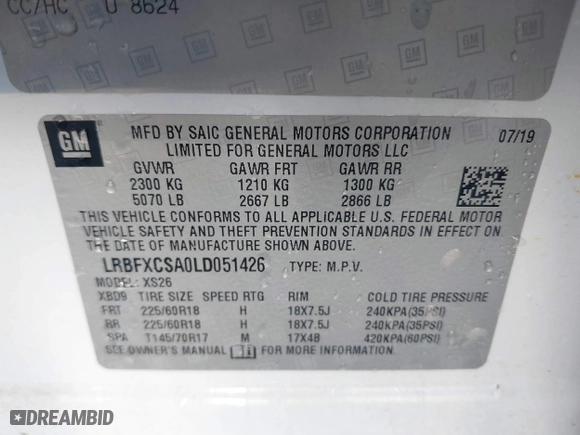 CC/HC U 8624
GM
MFD BY SAIC GENERAL MOTORS CORPORATION 07/19
LIMITED FOR GENERAL MOTORS LLC
GVWR GAWR FRT GAWR RR
2300 KG 1210 KG 1300 KG
5070 LB 2667 LB 2866 LB
THIS VEHICLE CONFORMS TO ALL APPLICABLE U.S. FEDERAL MOTOR
VEHICLE SAFETY AND THEFT PREVENTION STANDARDS IN EFFECT ON
THE DATE OF MANUFACTURE SHOWN ABOVE.
LRBFXCSA0LD051426 TYPE: M.P.V.
MODEL: XS26
XBD9 TIRE SIZE SPEED RTG RIM COLD TIRE PRESSURE
FRT 225/60R18 H 18X7.5J 240KPA(35PSI)
RR 225/60R18 H 18X7.5J 240KPA(35PSI)
SPA T145/70R17 M 17X4B 420KPA(60PSI)
SEE OWNER'S MANUAL FOR MORE INFORMATION
DREAMBID